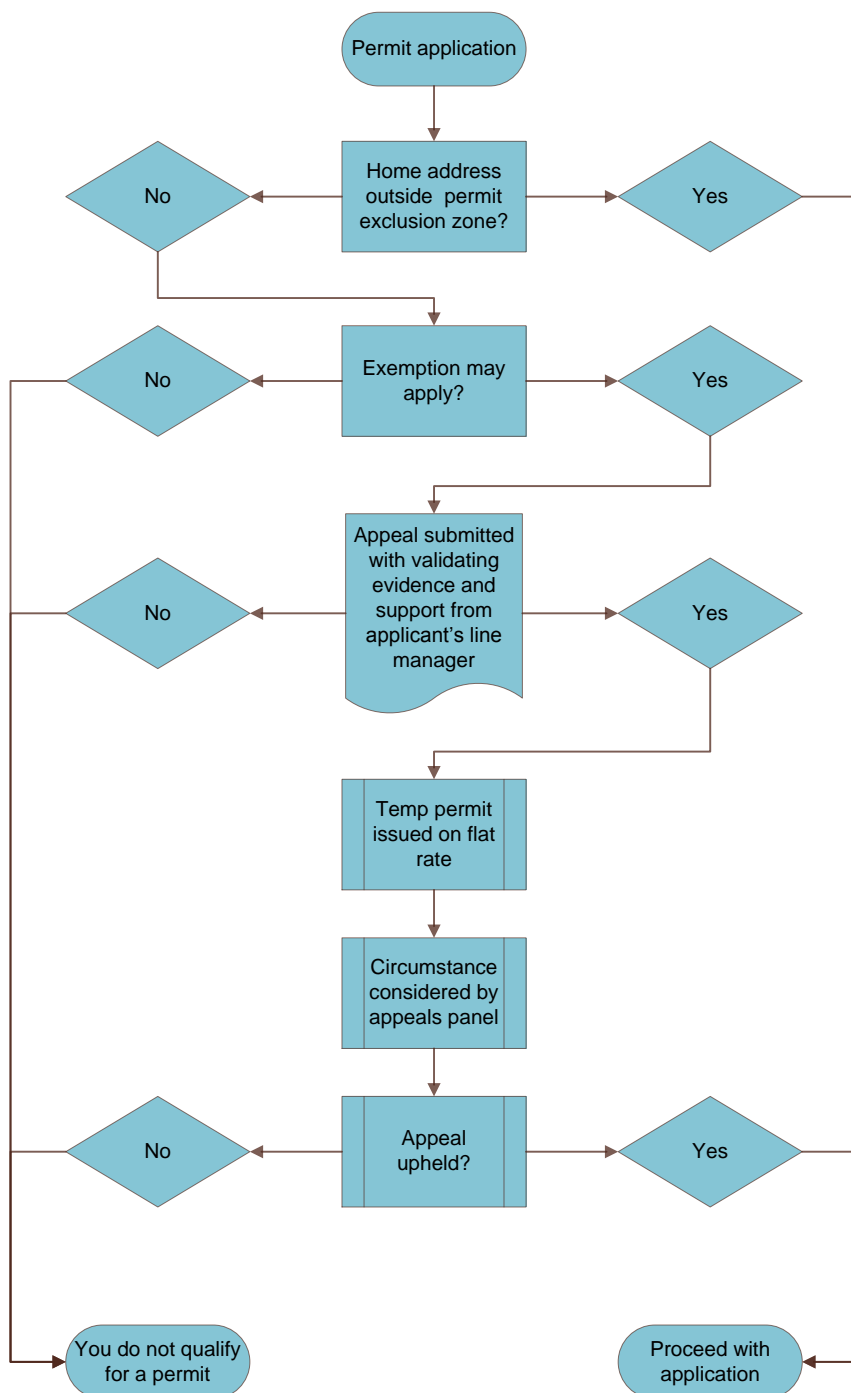 Permit application
No
Home address
outside permit
exclusion zone?
Yes
No
Exemption may
apply?
Yes
No
Appeal submitted
with validating
evidence and
support from
applicant's line
manager
Yes
Temp permit
issued on flat
rate
Circumstance
considered by
appeals panel
No
Appeal
upheld?
Yes
You do not qualify
for a permit
Proceed with
application